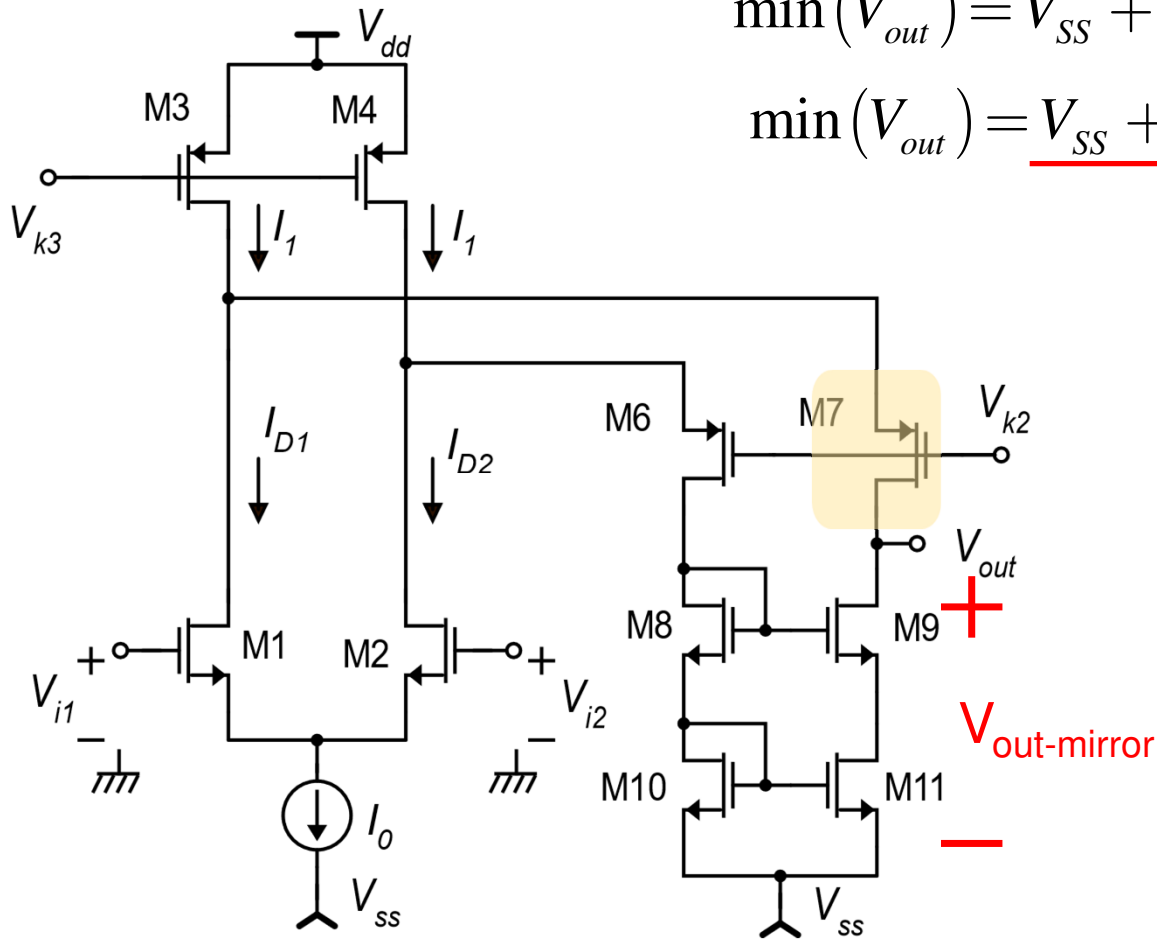 min(V_out) = V_SS +
min(V_out) = V_SS +
V_dd
M3
M4
V_k3
I_1
I_1
M6
M7
V_k2
I_D1
I_D2
V_out
+
M8
M9
M1
M2
+
V_i1
−
+
V_i2
−
V_out-mirror
M10
M11
I_0
−
V_ss
V_ss